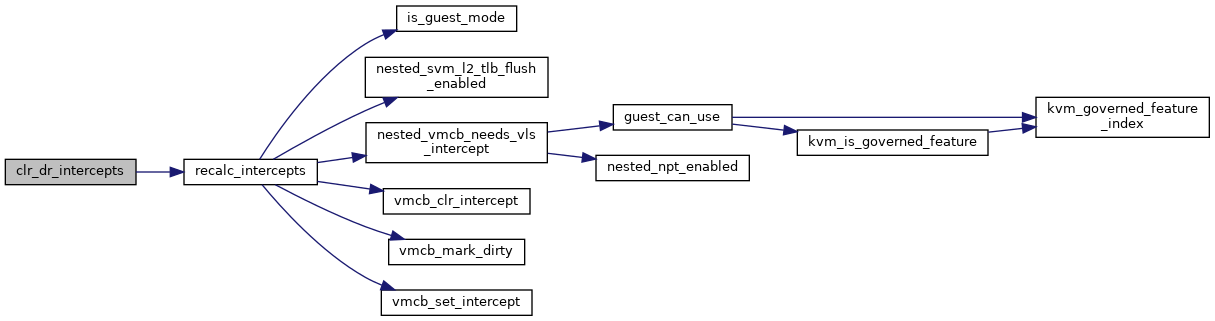 is_guest_mode
nested_svm_l2_tlb_flush
_enabled
nested_vmcb_needs_vls
_intercept
guest_can_use
kvm_governed_feature
_index
kvm_is_governed_feature
nested_npt_enabled
clr_dr_intercepts
recalc_intercepts
vmcb_clr_intercept
vmcb_mark_dirty
vmcb_set_intercept